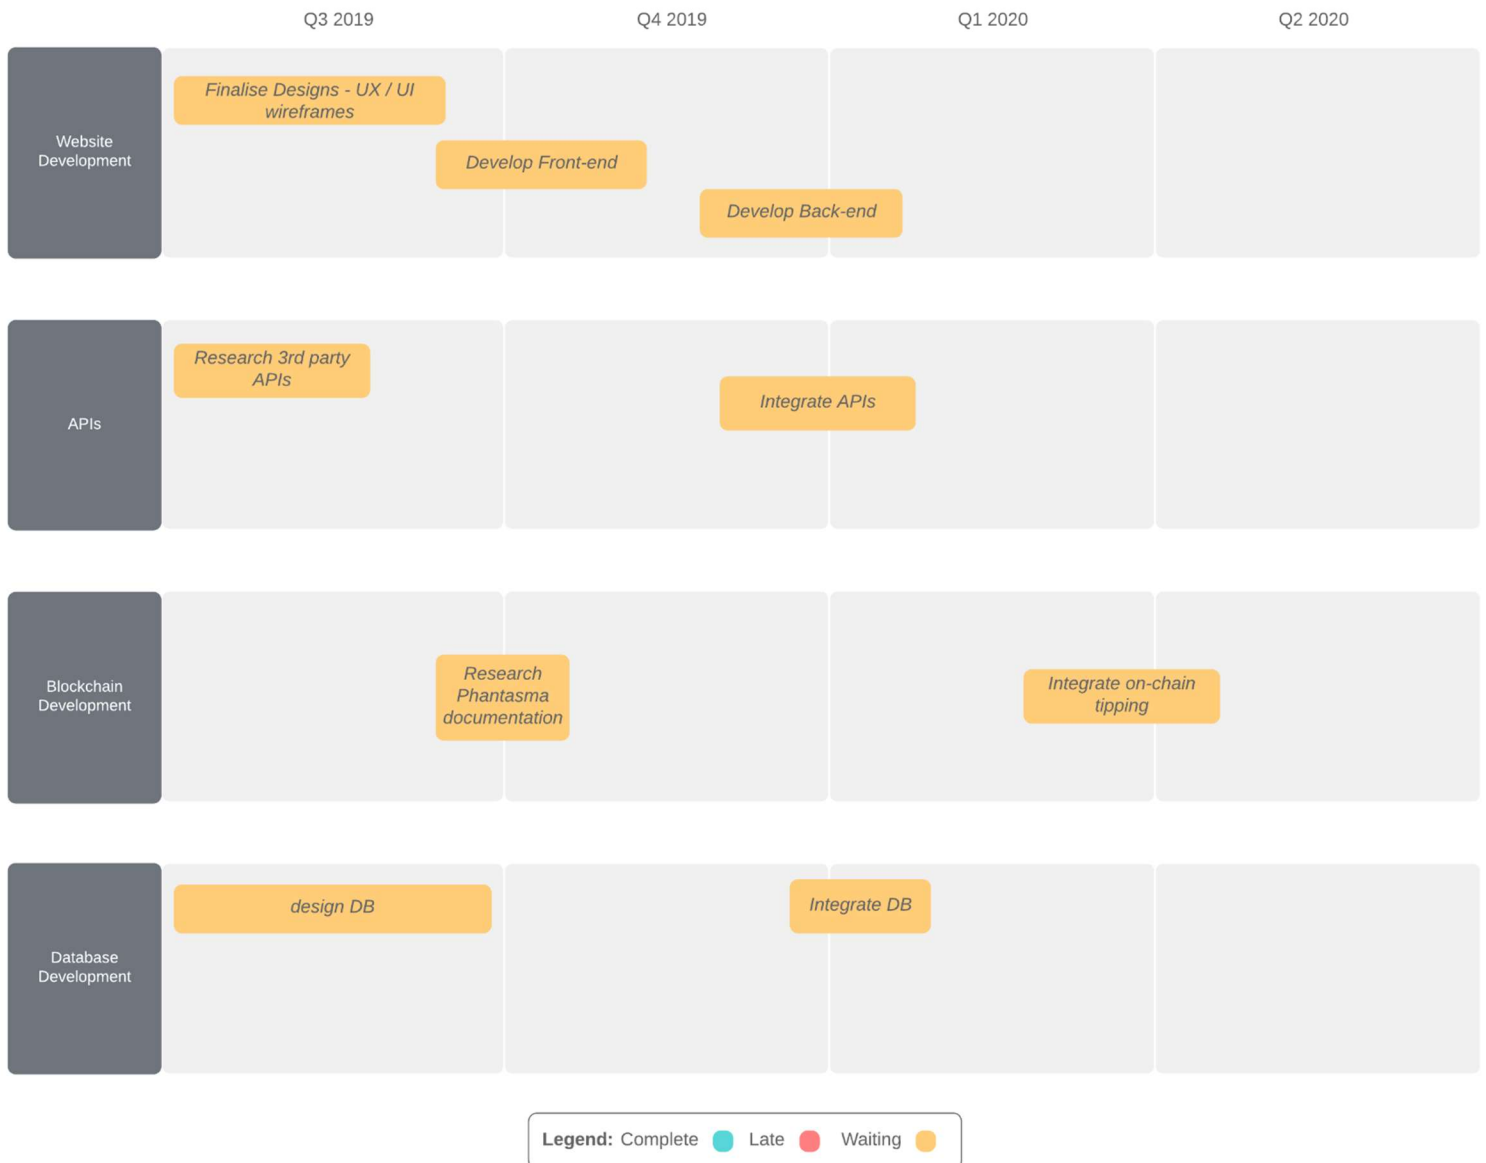 Q3 2019 Q4 2019 Q1 2020 Q2 2020
Website
Development
Finalise Designs - UX / UI
wireframes
Develop Front-end
Develop Back-end
APIs
Research 3rd party
APIs
Integrate APIs
Blockchain
Development
Research
Phantasma
documentation
Integrate on-chain
tipping
Database
Development
design DB
Integrate DB
Legend: Complete Late Waiting